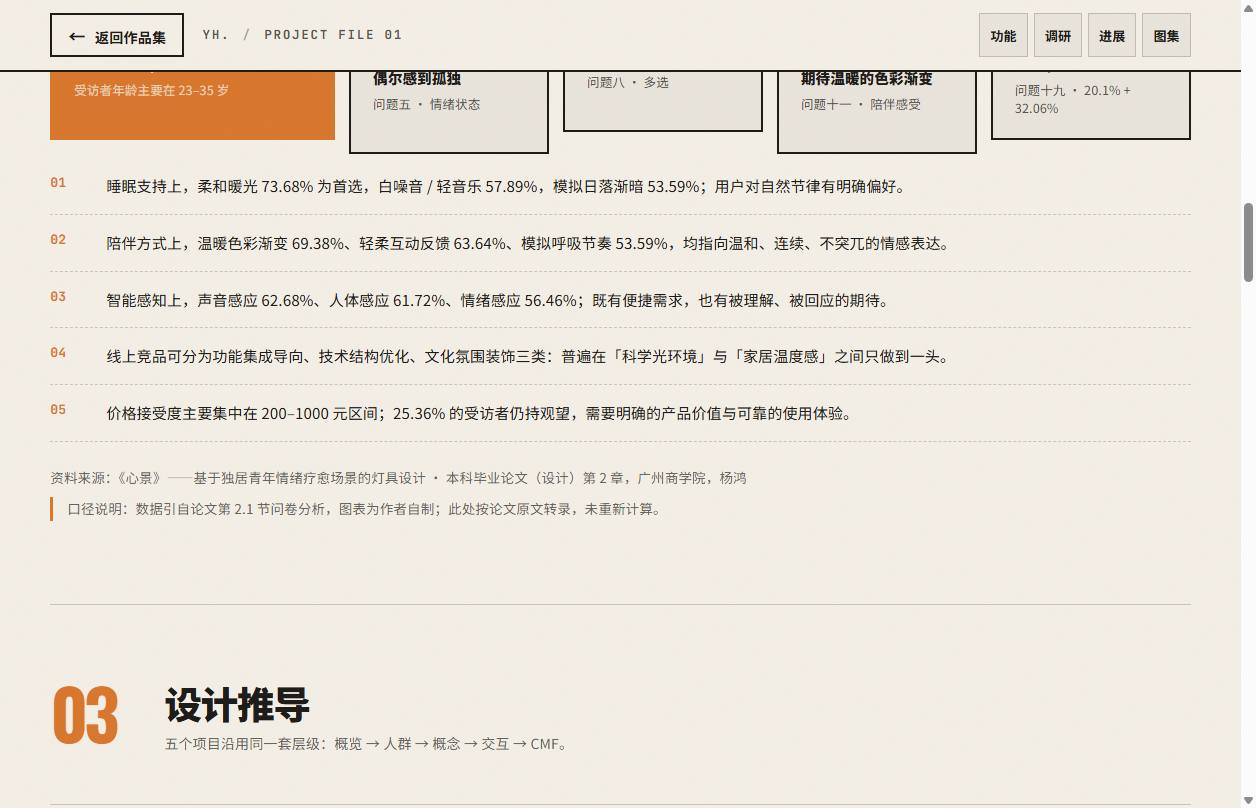 ← 返回作品集
YH. / PROJECT FILE 01
功能
调研
进展
图集
受访者年龄主要在 23–35 岁
偶尔感到孤独
问题五 · 情绪状态
问题八 · 多选
期待温暖的色彩渐变
问题十一 · 陪伴感受
问题十九 · 20.1% +
32.06%
01 睡眠支持上，柔和暖光 73.68% 为首选，白噪音 / 轻音乐 57.89%，模拟日落渐暗 53.59%；用户对自然节律有明确偏好。
02 陪伴方式上，温暖色彩渐变 69.38%、轻柔互动反馈 63.64%、模拟呼吸节奏 53.59%，均指向温和、连续、不突兀的情感表达。
03 智能感知上，声音感应 62.68%、人体感应 61.72%、情绪感应 56.46%；既有便捷需求，也有被理解、被回应的期待。
04 线上竞品可分为功能集成导向、技术结构优化、文化氛围装饰三类：普遍在「科学光环境」与「家居温度感」之间只做到一头。
05 价格接受度主要集中在 200–1000 元区间；25.36% 的受访者仍持观望，需要明确的产品价值与可靠的使用体验。
资料来源：《心景》——基于独居青年情绪疗愈场景的灯具设计 · 本科毕业论文（设计）第 2 章，广州商学院，杨鸿
口径说明：数据引自论文第 2.1 节问卷分析，图表为作者自制；此处按论文原文转录，未重新计算。
03
设计推导
五个项目沿用同一套层级：概览 → 人群 → 概念 → 交互 → CMF。